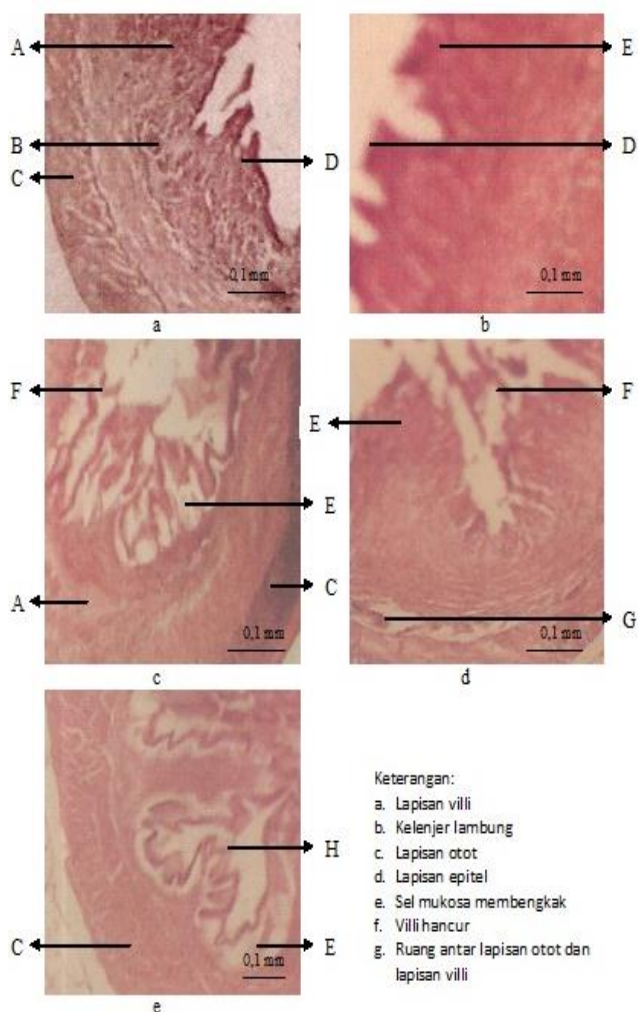 A
B
C
D
0,1 mm
a
E
D
0,1 mm
b
F
E
C
A
0,1 mm
c
E
F
G
0,1 mm
d
C
H
E
0,1 mm
e
Keterangan:
a. Lapisan villi
b. Kelenjer lambung
c. Lapisan otot
d. Lapisan epitel
e. Sel mukosa membengkak
f. Villi hancur
g. Ruang antar lapisan otot dan
lapisan villi